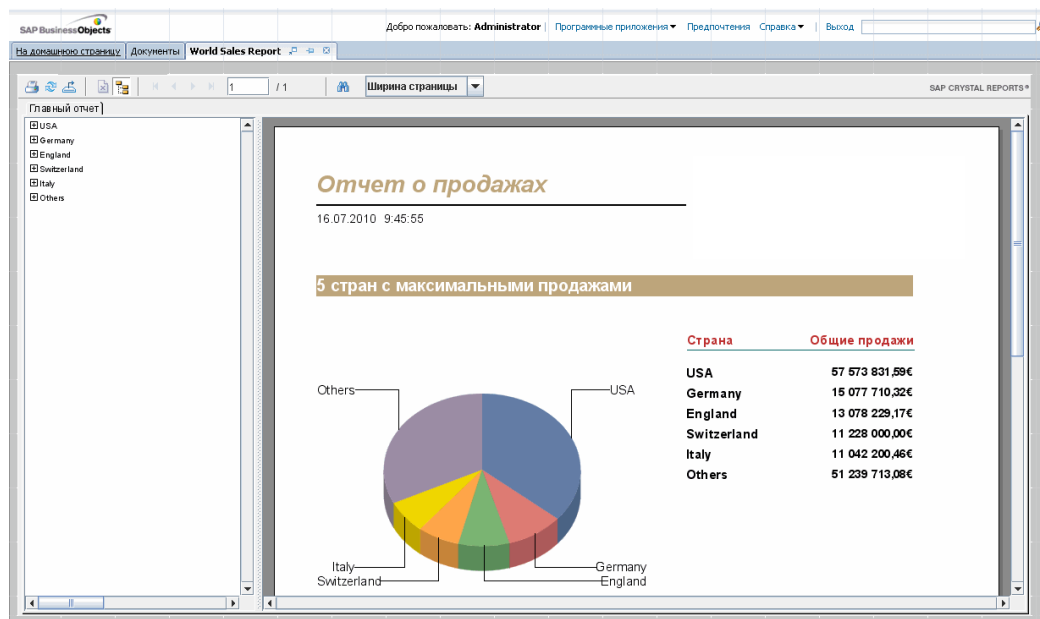 SAP BusinessObjects
Добро пожаловать: Administrator | Программные приложения Предпочтения Справка | Выход
На домашнюю страницу Документы World Sales Report
1 / 1 Ширина страницы SAP CRYSTAL REPORTS®
Главный отчет
USA
Germany
England
Switzerland
Italy
Others
Отчет о продажах
16.07.2010 9:45:55
5 стран с максимальными продажами
Страна Общие продажи
USA 57 573 831,59€
Germany 15 077 710,32€
England 13 078 229,17€
Switzerland 11 228 000,00€
Italy 11 042 200,46€
Others 51 239 713,08€
Others
USA
Italy
Germany
Switzerland
England